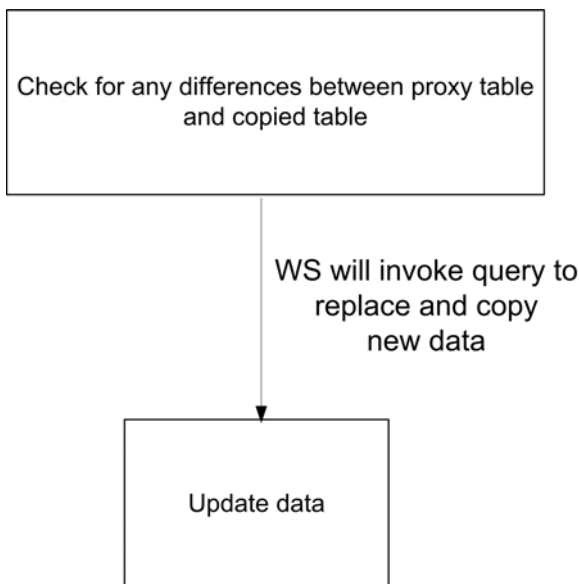 Check for any differences between proxy table
and copied table
WS will invoke query to
replace and copy
new data
Update data